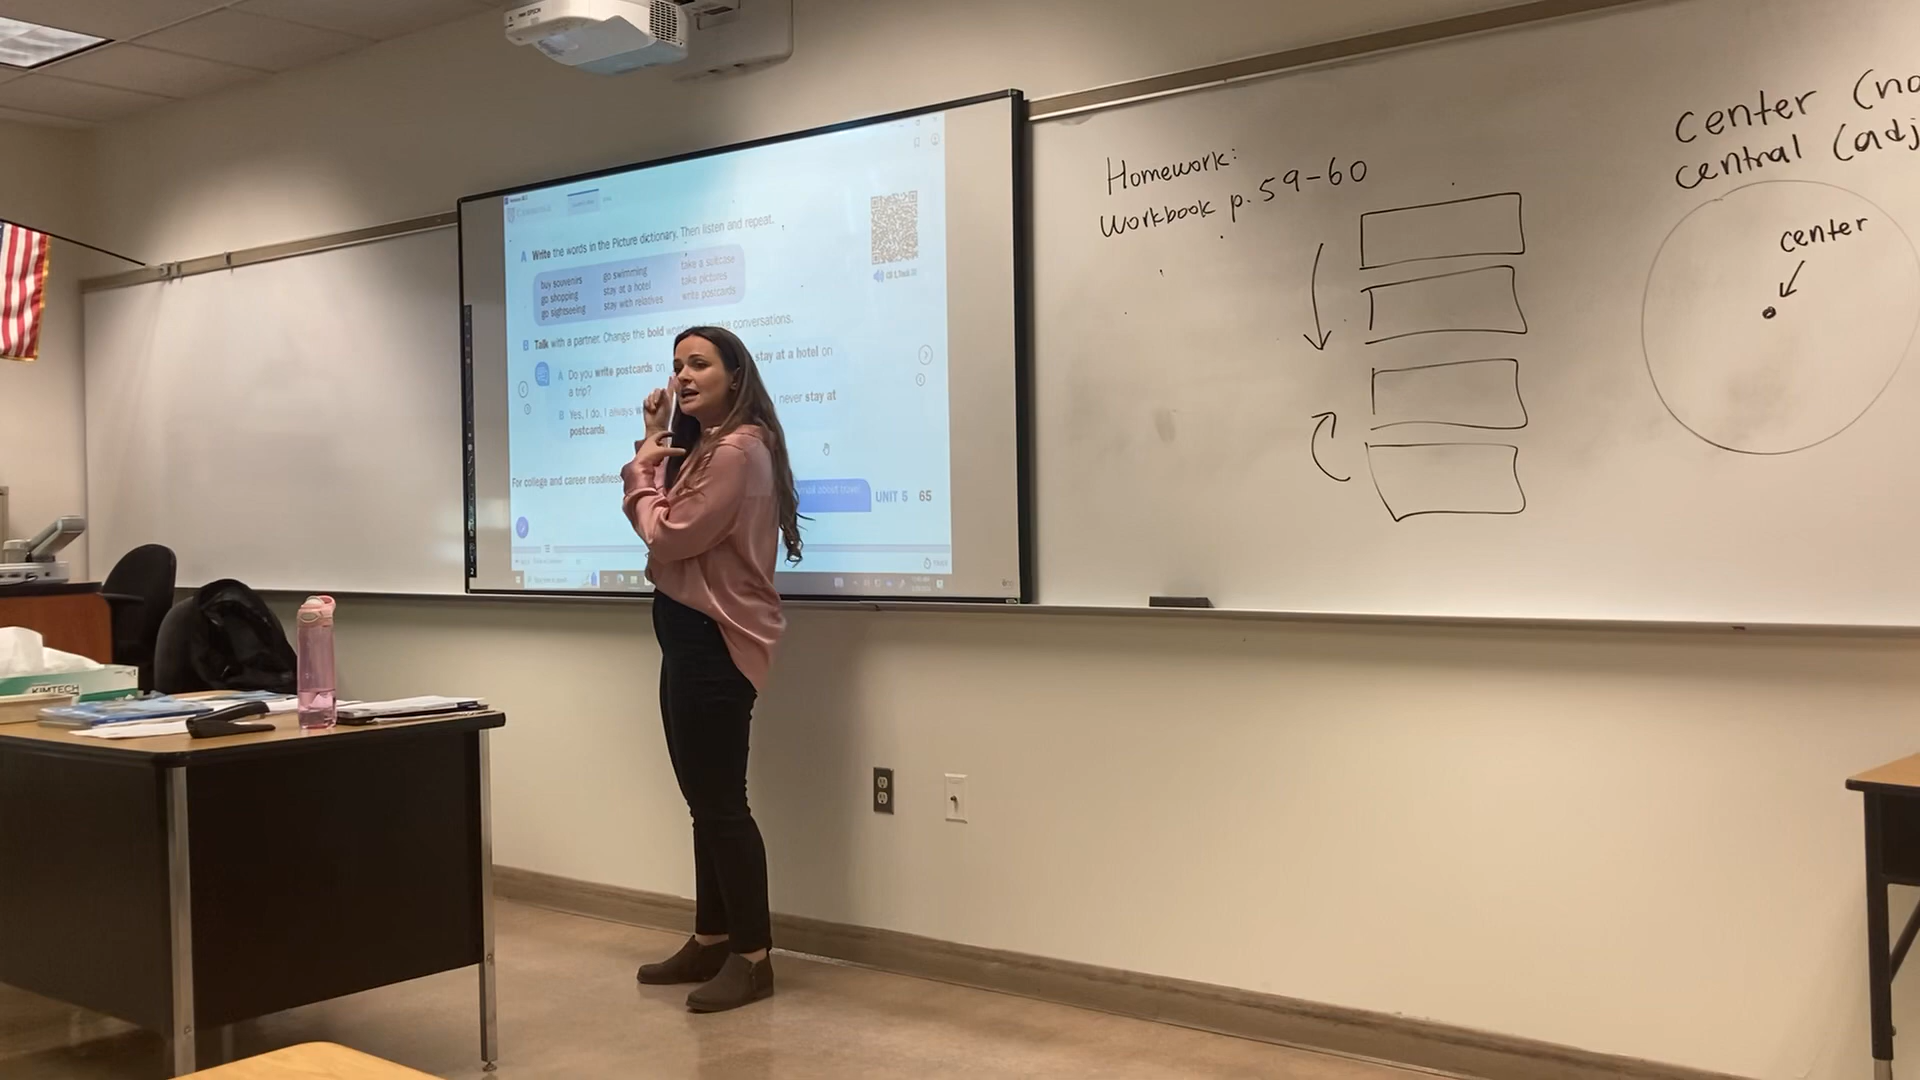 EPSON
A Write the words in the Picture dictionary. Then listen and repeat.
buy souvenirs go swimming take a suitcase
go shopping stay at a hotel take pictures
go sightseeing stay with relatives write postcards
B Talk with a partner. Change the bold conversations.
A Do you write postcards on
a trip?
stay at a hotel on
B Yes, I do. I always
postcards
I never stay at
For college and career readiness
about travel
UNIT 5 65
Homework:
Workbook p. 59-60
center (no
central (adj
center
KIMTECH